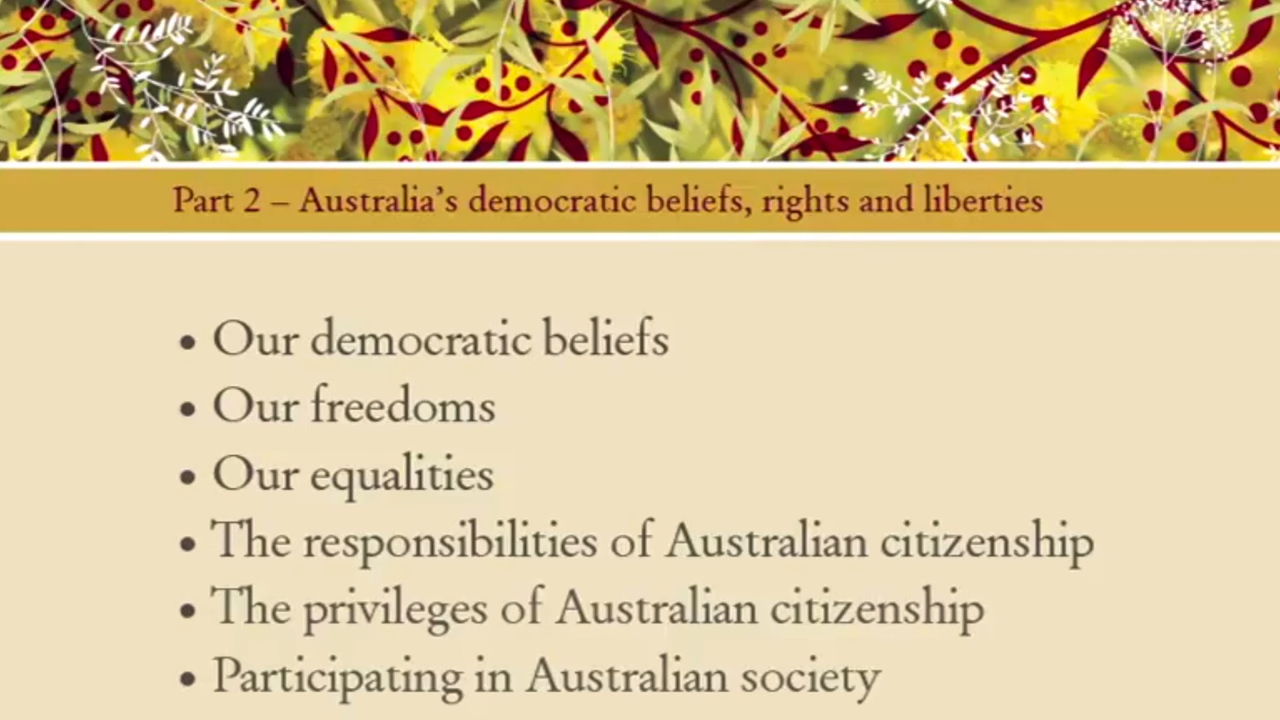 Part 2 – Australia’s democratic beliefs, rights and liberties
• Our democratic beliefs
• Our freedoms
• Our equalities
• The responsibilities of Australian citizenship
• The privileges of Australian citizenship
• Participating in Australian society